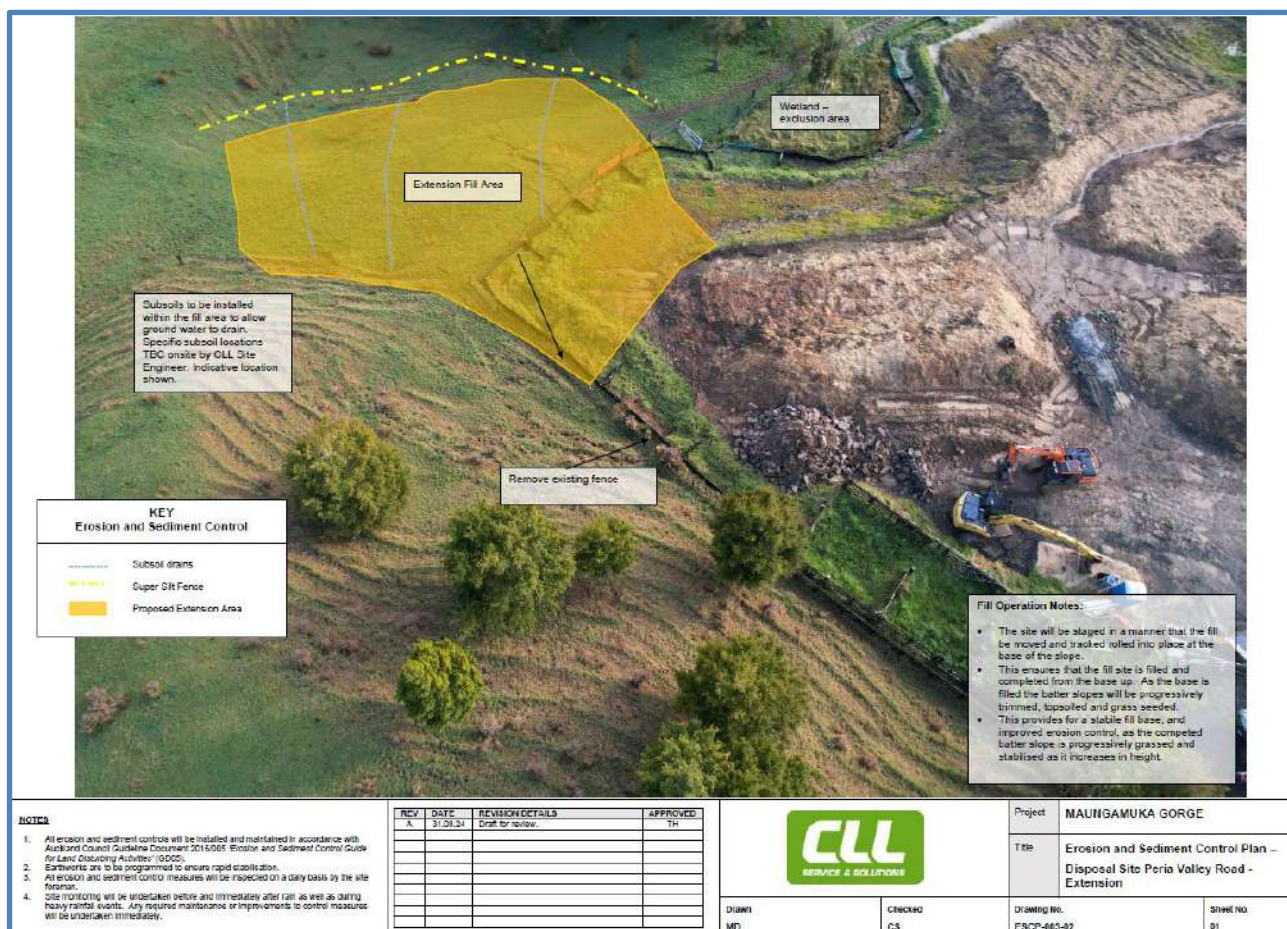 Wetland –
exclusion area
Extension Fill Area
Subsoils to be installed
within the fill area to allow
ground water to drain.
Specific subsoil locations
TBC onsite by CLL Site
Engineer. Indicative location
shown.
Remove existing fence
KEY
Erosion and Sediment Control
Subsoil drains
Super Silt Fence
Proposed Extension Area
Fill Operation Notes:
• The site will be staged in a manner that the fill
be moved and tracked rolled into place at the
base of the slope.
• This ensures that the fill site is filled and
completed from the base up. As the base is
filled the batter slopes will be progressively
trimmed, topsoiled and grass seeded.
• This provides for a stabile fill base, and
improved erosion control, as the competed
batter slope is progressively grassed and
stabilised as it increases in height.
NOTES
1. All erosion and sediment controls will be installed and maintained in accordance with
Auckland Council Guideline Document 2016/005 'Erosion and Sediment Control Guide
for Land Disturbing Activities' (GD05).
2. Earthworks are to be programmed to ensure rapid stabilisation.
3. All erosion and sediment control measures will be inspected on a daily basis by the site
foreman.
4. Site monitoring will be undertaken before and immediately after rain as well as during
heavy rainfall events. Any required maintenance or improvements to control measures
will be undertaken immediately.
REV DATE REVISION DETAILS APPROVED
A 31.08.24 Draft for review. TH
CLL
SERVICE & SOLUTIONS
Project MAUNGAMUKA GORGE
Title Erosion and Sediment Control Plan –
Disposal Site Peria Valley Road -
Extension
Drawn Checked Drawing No. Sheet No.
MD CS ESCP-003-02 01